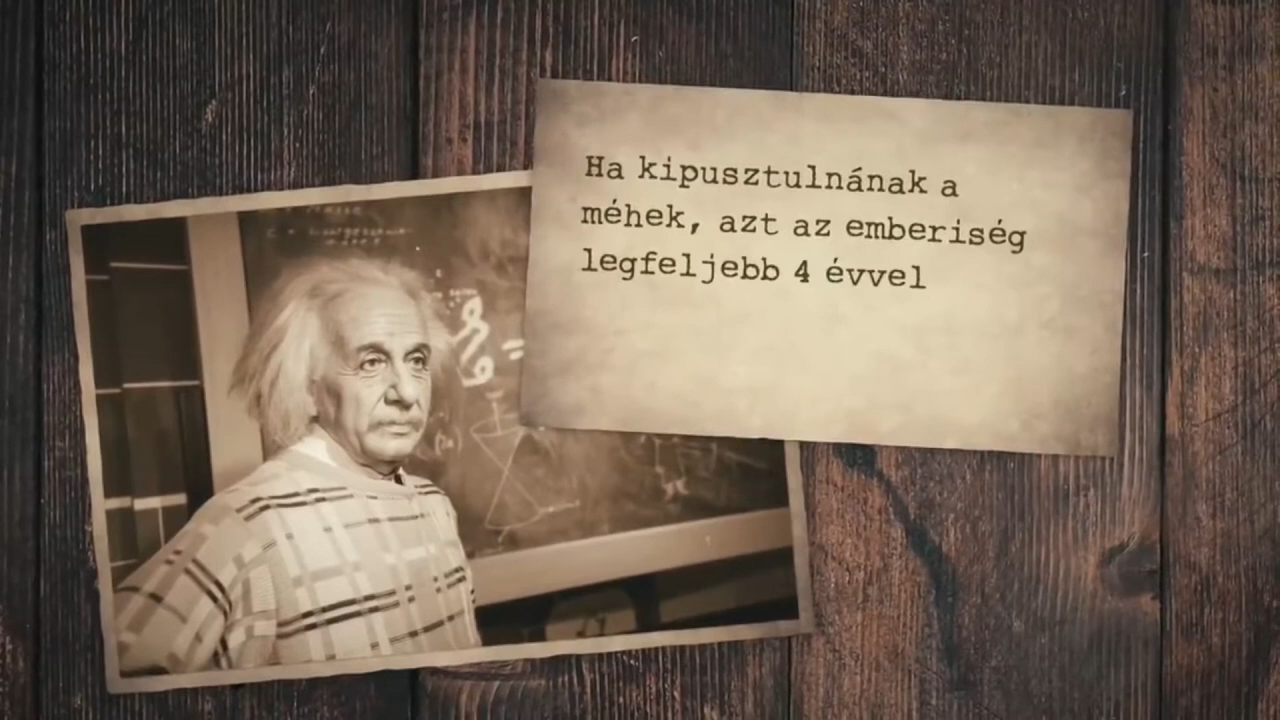 Ha kipusztulnának a
méhek, azt az emberiség
legfeljebb 4 évvel